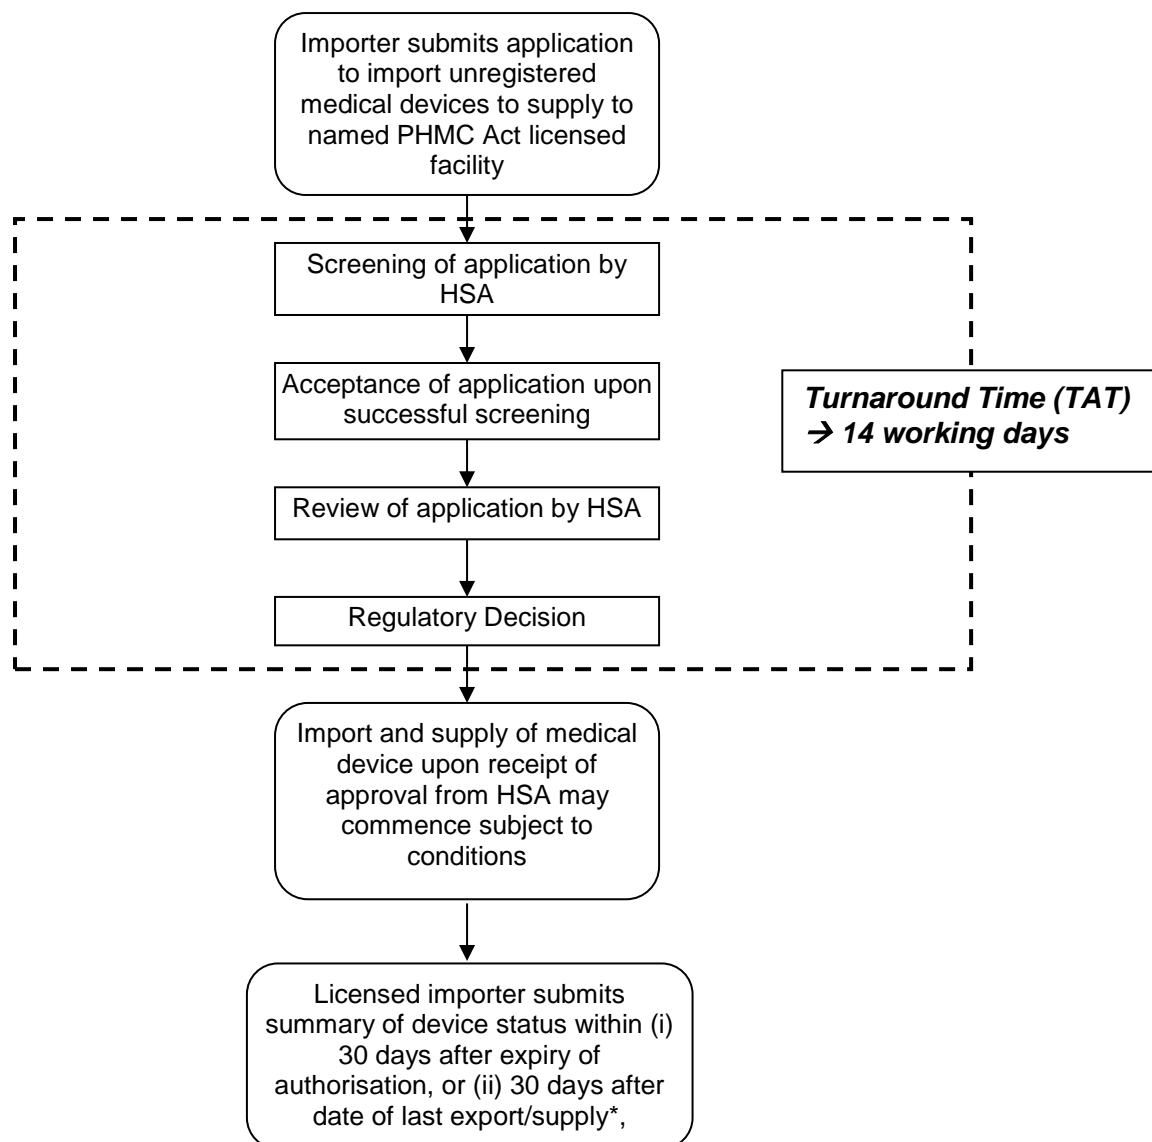 Importer submits application
to import unregistered
medical devices to supply to
named PHMC Act licensed
facility
Screening of application by
HSA
Acceptance of application upon
successful screening
Turnaround Time (TAT)
→ 14 working days
Review of application by HSA
Regulatory Decision
Import and supply of medical
device upon receipt of
approval from HSA may
commence subject to
conditions
Licensed importer submits
summary of device status within (i)
30 days after expiry of
authorisation, or (ii) 30 days after
date of last export/supply*,